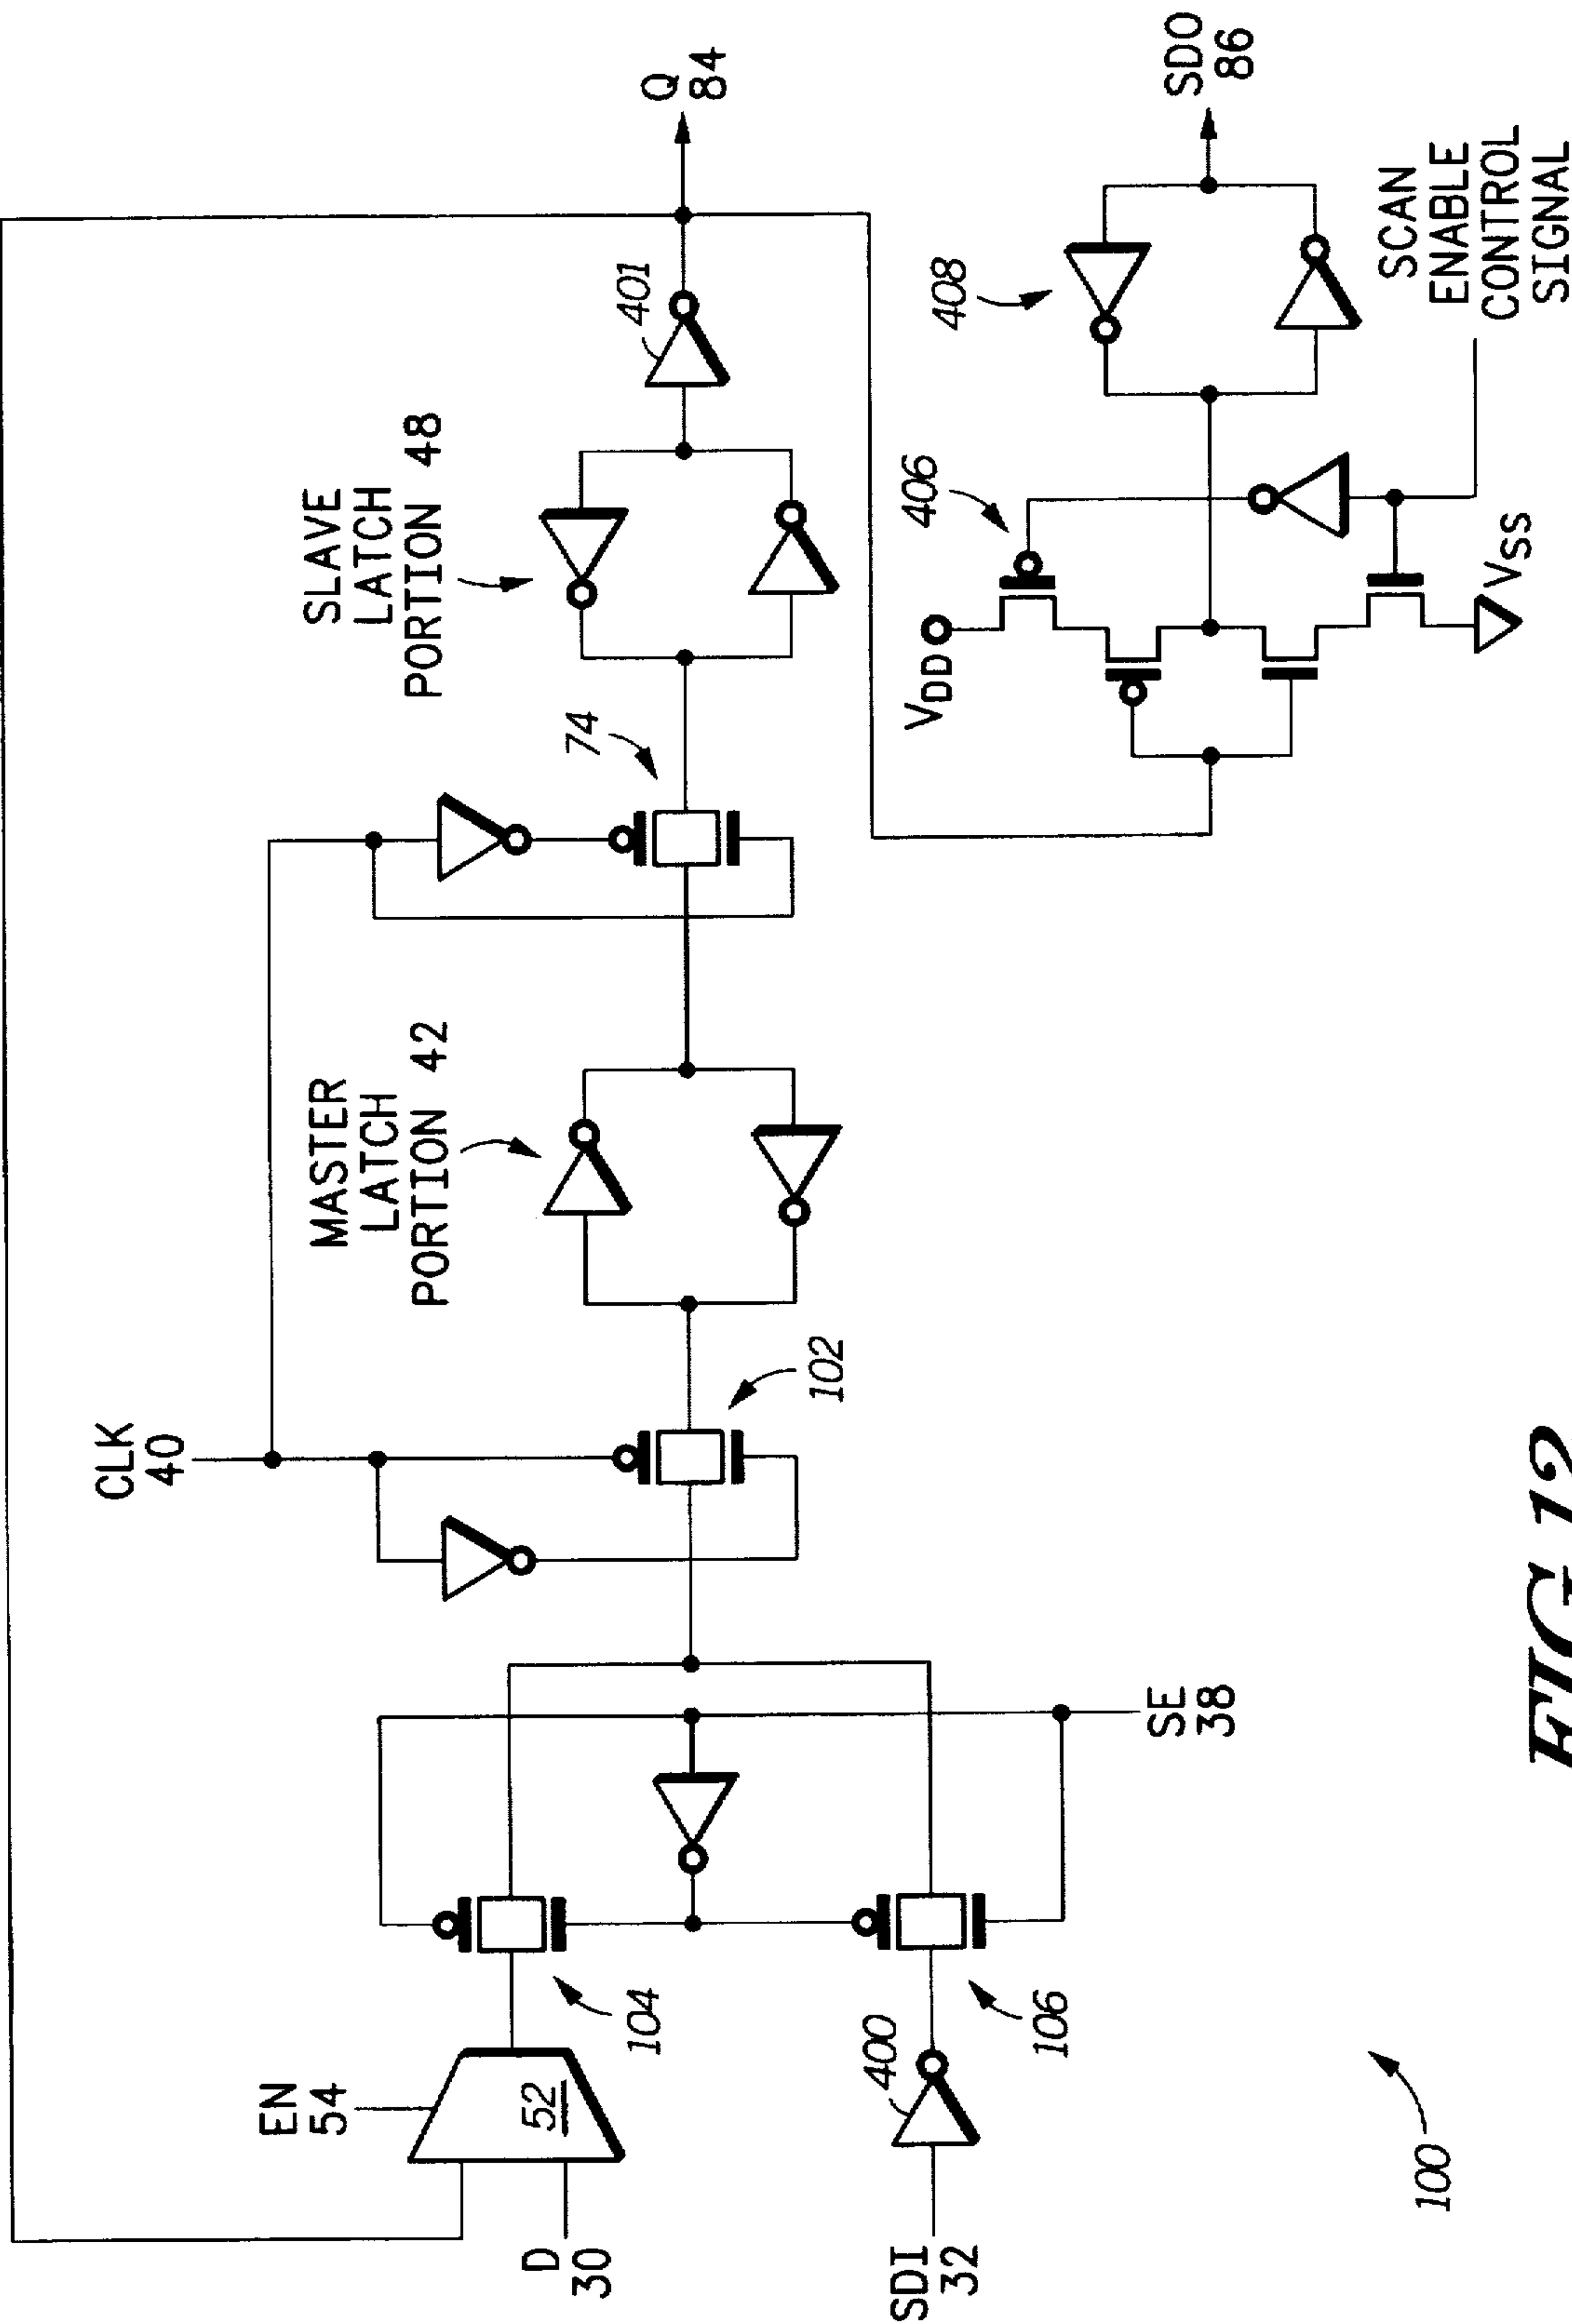 CLK
40
EN
54
52
D
30
SDI
32
400
104
106
SE
38
102
MASTER
LATCH
PORTION 42
74
SLAVE
LATCH
PORTION 48
401
Q
84
VDD
406
VSS
408
SDO
86
SCAN
ENABLE
CONTROL
SIGNAL
100
FIG.12